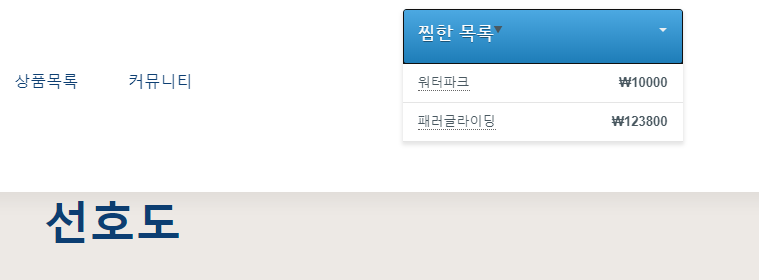 찜한 목록▼
상품목록 커뮤니티
워터파크 ₩10000
패러글라이딩 ₩123800
선호도